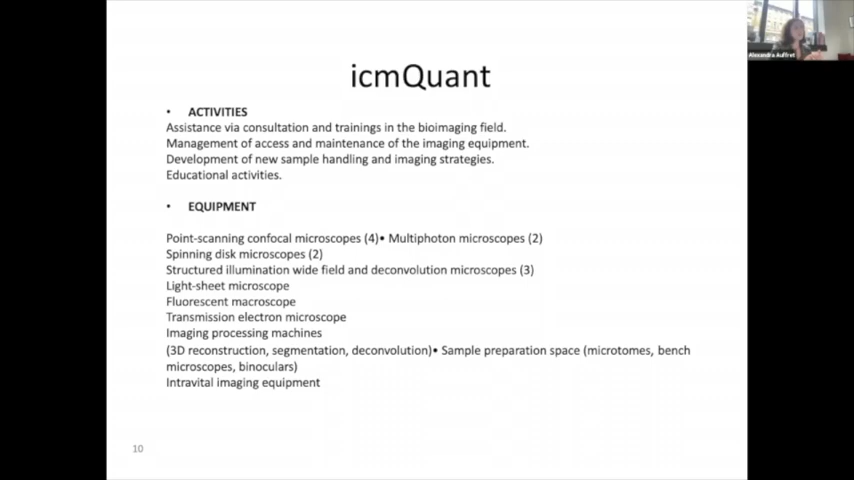 icmQuant
• ACTIVITIES
Assistance via consultation and trainings in the bioimaging field.
Management of access and maintenance of the imaging equipment.
Development of new sample handling and imaging strategies.
Educational activities.
• EQUIPMENT
Point-scanning confocal microscopes (4)• Multiphoton microscopes (2)
Spinning disk microscopes (2)
Structured illumination wide field and deconvolution microscopes (3)
Light-sheet microscope
Fluorescent macroscope
Transmission electron microscope
Imaging processing machines
(3D reconstruction, segmentation, deconvolution)• Sample preparation space (microtomes, bench
microscopes, binoculars)
Intravital imaging equipment
10
Alexandra Auffret